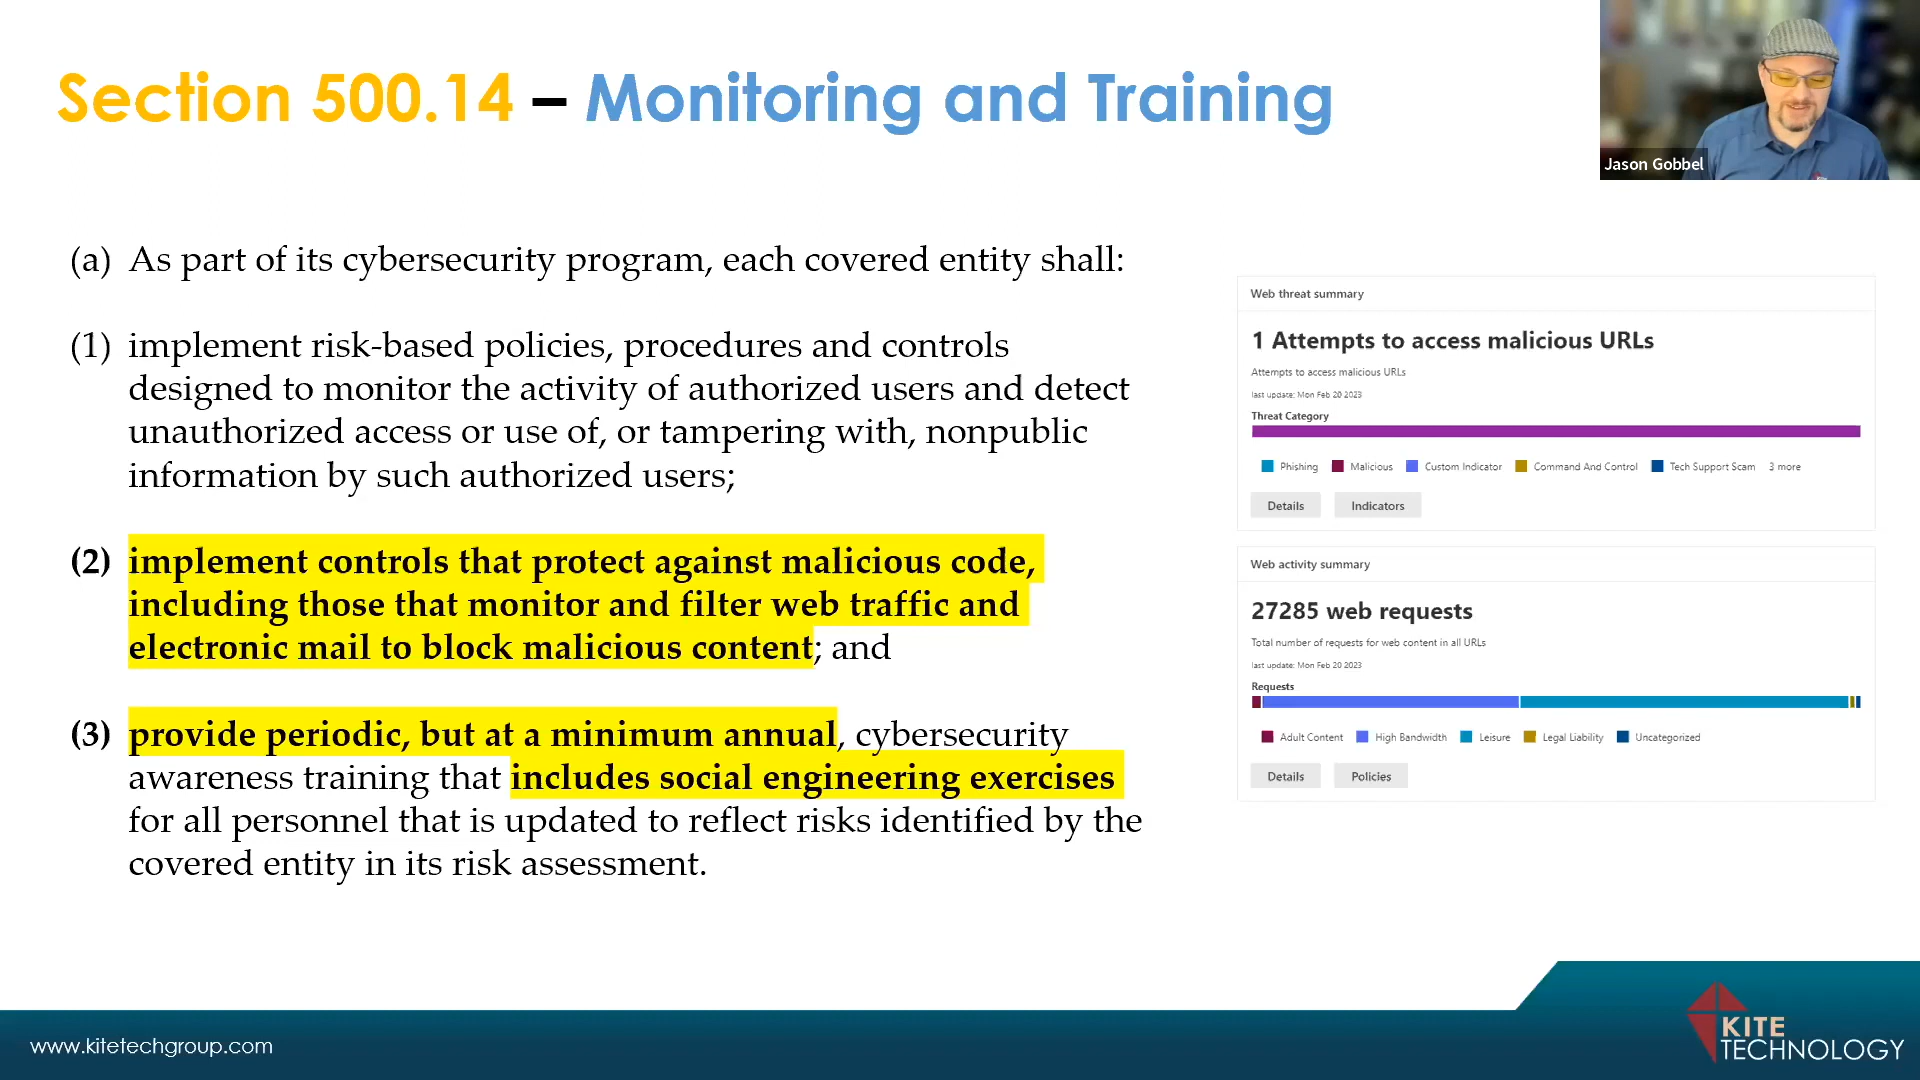 Section 500.14 – Monitoring and Training
Jason Gobbel
(a) As part of its cybersecurity program, each covered entity shall:
(1) implement risk-based policies, procedures and controls
designed to monitor the activity of authorized users and detect
unauthorized access or use of, or tampering with, nonpublic
information by such authorized users;
(2) implement controls that protect against malicious code,
including those that monitor and filter web traffic and
electronic mail to block malicious content; and
(3) provide periodic, but at a minimum annual, cybersecurity
awareness training that includes social engineering exercises
for all personnel that is updated to reflect risks identified by the
covered entity in its risk assessment.
Web threat summary
1 Attempts to access malicious URLs
Attempts to access malicious URLs
last update: Mon Feb 20 2023
Threat Category
Phishing Malicious Custom Indicator Command And Control Tech Support Scam 3 more
Details Indicators
Web activity summary
27285 web requests
Total number of requests for web content in all URLs
last update: Mon Feb 20 2023
Requests
Adult Content High Bandwidth Leisure Legal Liability Uncategorized
Details Policies
www.kitetechgroup.com
KITE
TECHNOLOGY